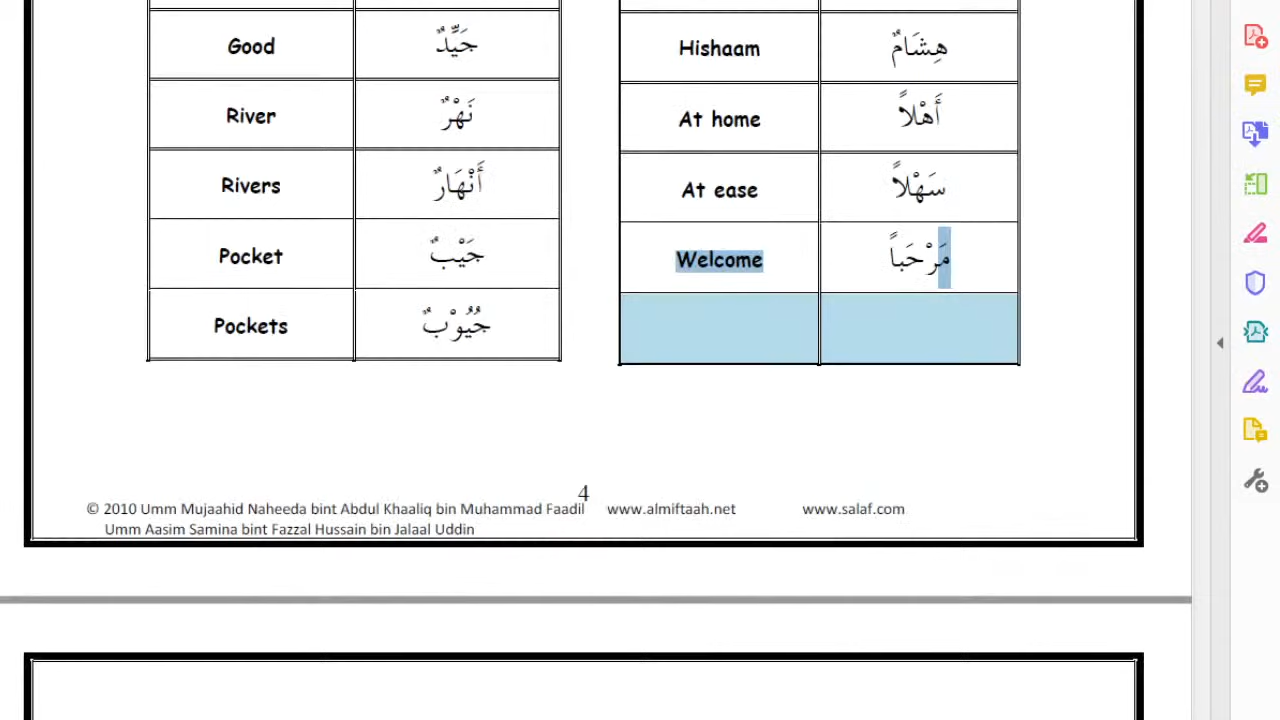 Good جَيِّدٌ
River نَهْرٌ
Rivers أَنْهَارٌ
Pocket جَيْبٌ
Pockets جُيُوْبٌ
Hishaam هِشَامٌ
At home أَهْلاً
At ease سَهْلاً
Welcome مَرْحَباً
4
© 2010 Umm Mujaahid Naheeda bint Abdul Khaaliq bin Muhammad Faadil www.almiftaah.net www.salaf.com
Umm Aasim Samina bint Fazzal Hussain bin Jalaal Uddin